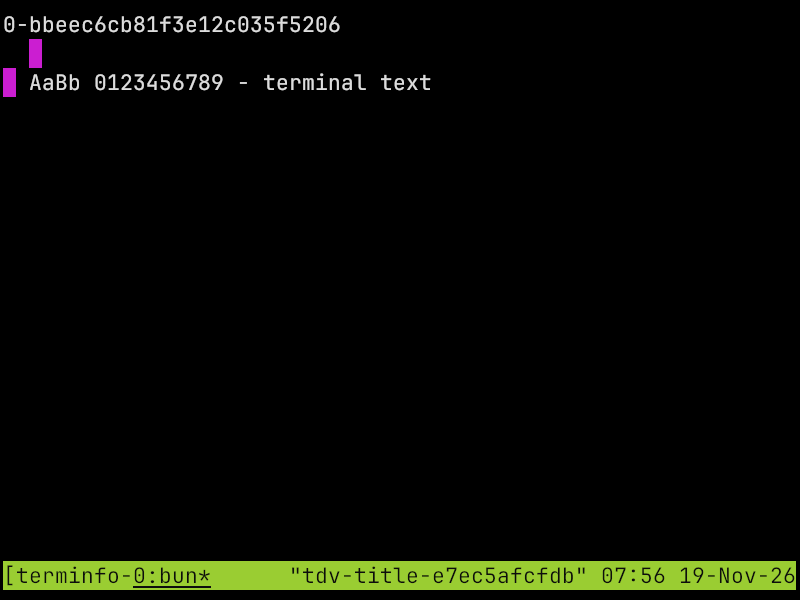 0-bbeec6cb81f3e12c035f5206
AaBb 0123456789 - terminal text
[terminfo-0:bun* "tdv-title-e7ec5afcfdb" 07:56 19-Nov-26